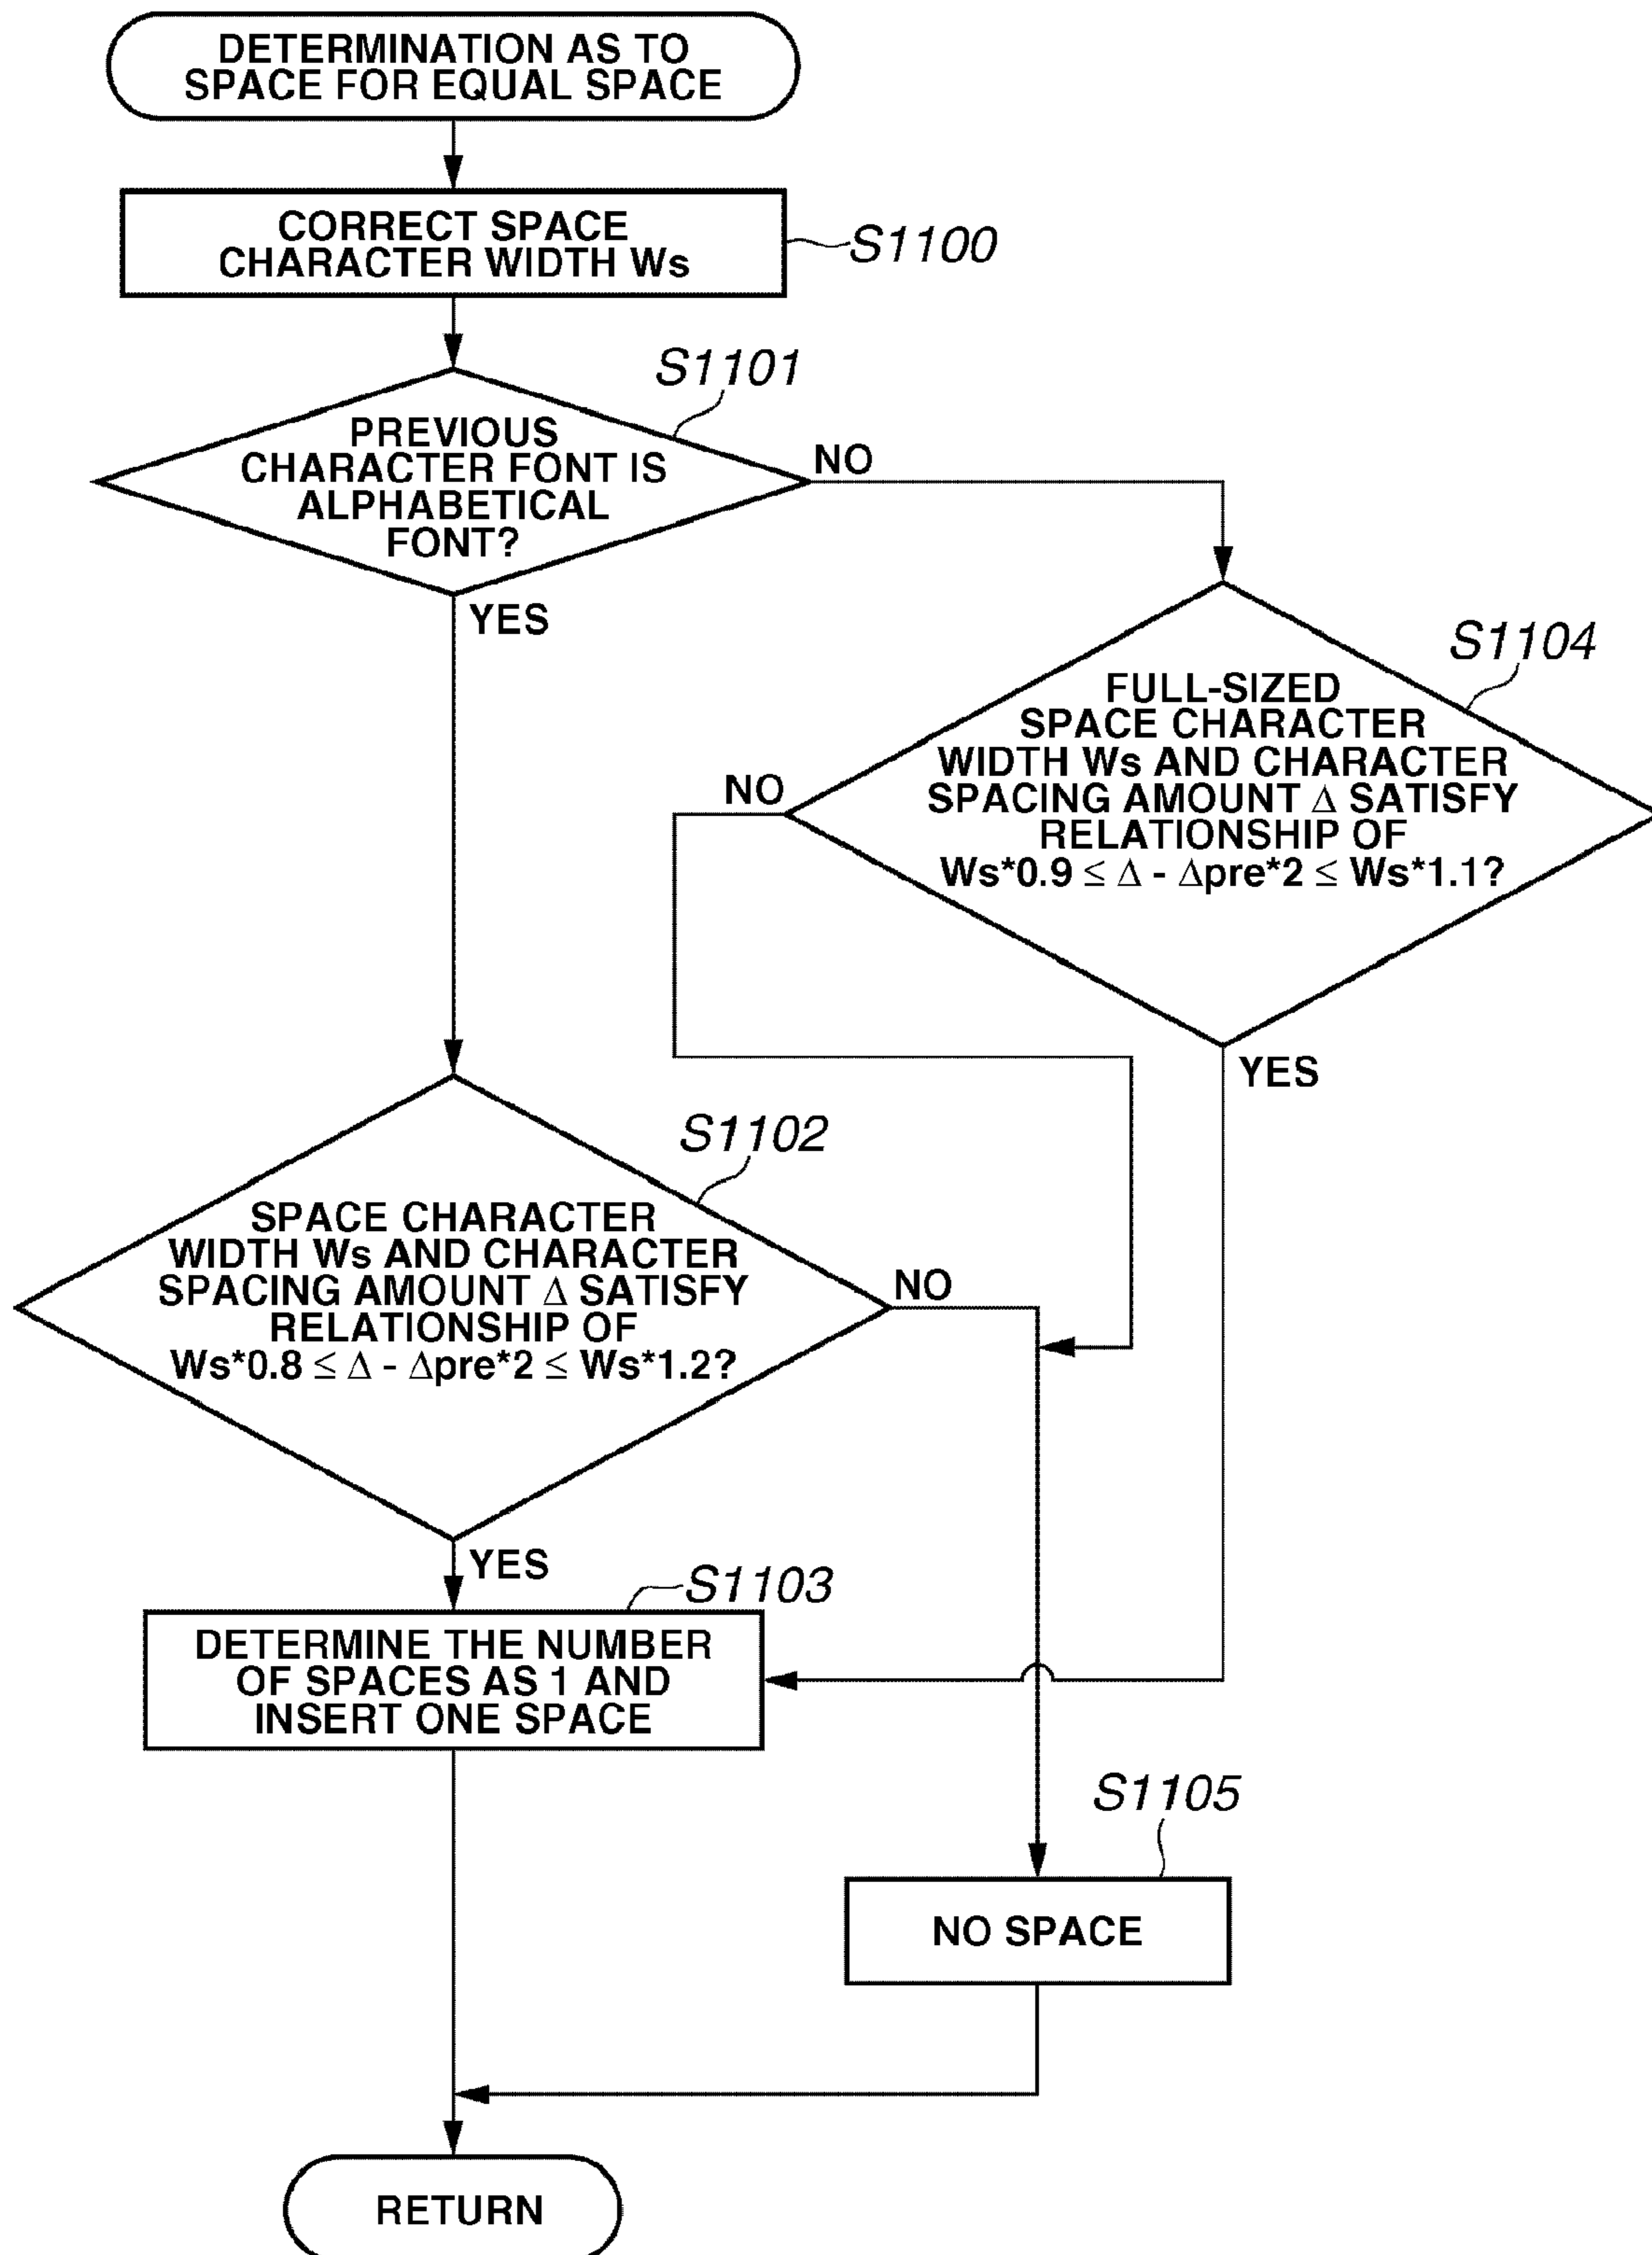 DETERMINATION AS TO
SPACE FOR EQUAL SPACE
CORRECT SPACE
CHARACTER WIDTH Ws
S1100
S1101
PREVIOUS
CHARACTER FONT IS
ALPHABETICAL
FONT?
NO
YES
S1104
FULL-SIZED
SPACE CHARACTER
WIDTH Ws AND CHARACTER
SPACING AMOUNT Δ SATISFY
RELATIONSHIP OF
Ws*0.9 ≤ Δ - Δpre*2 ≤ Ws*1.1?
NO
YES
S1102
SPACE CHARACTER
WIDTH Ws AND CHARACTER
SPACING AMOUNT Δ SATISFY
RELATIONSHIP OF
Ws*0.8 ≤ Δ - Δpre*2 ≤ Ws*1.2?
NO
YES
S1103
DETERMINE THE NUMBER
OF SPACES AS 1 AND
INSERT ONE SPACE
S1105
NO SPACE
RETURN